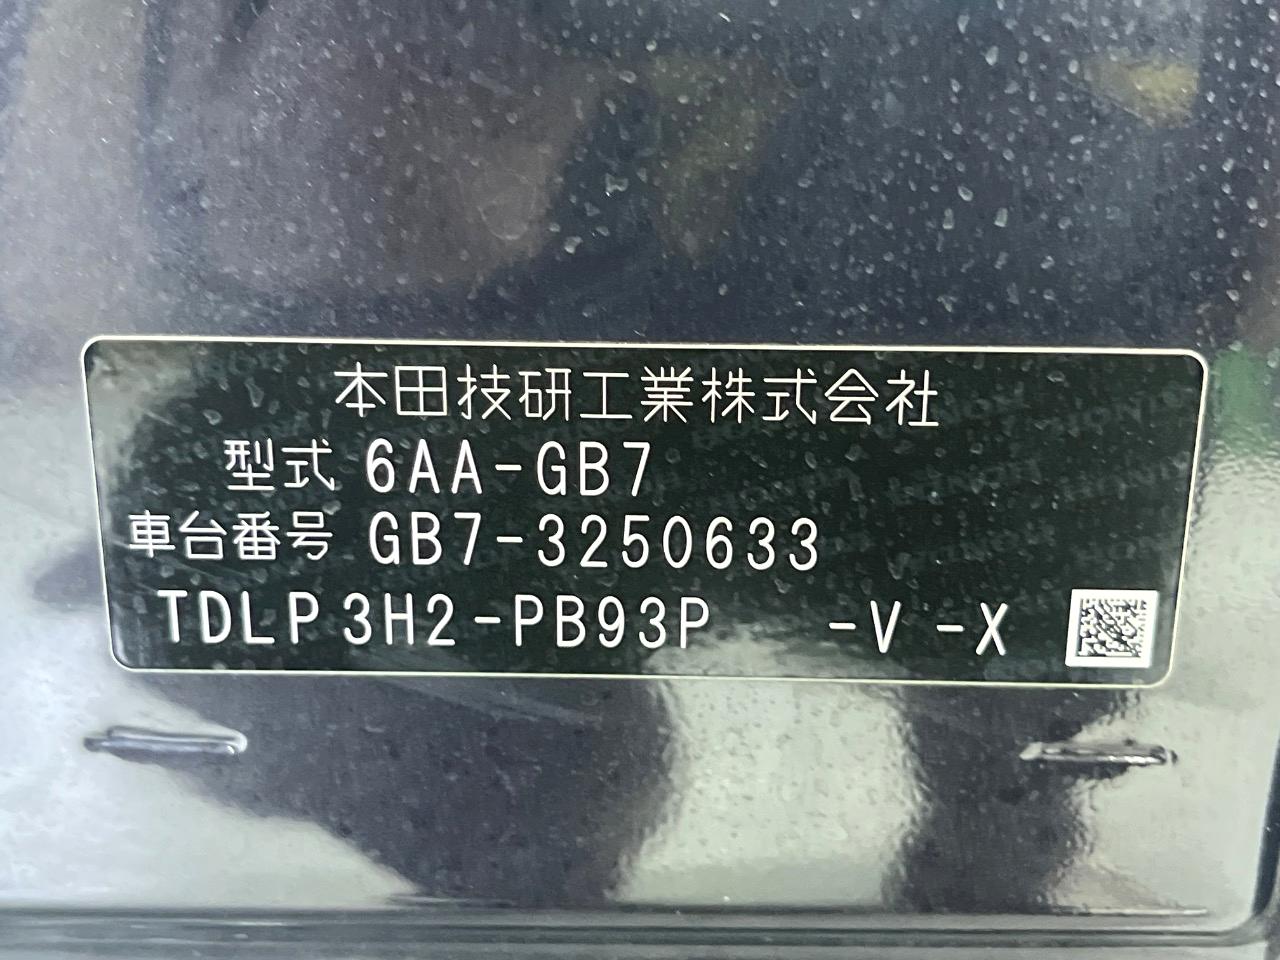 本田技研工業株式会社
型式 6AA-GB7
車台番号 GB7-3250633
TDLP3H2-PB93P -V -X